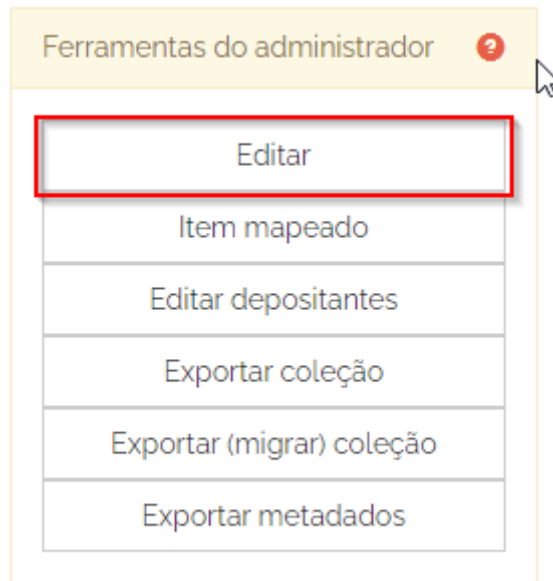 Ferramentas do administrador ?
Editar
Item mapeado
Editar depositantes
Exportar coleção
Exportar (migrar) coleção
Exportar metadados